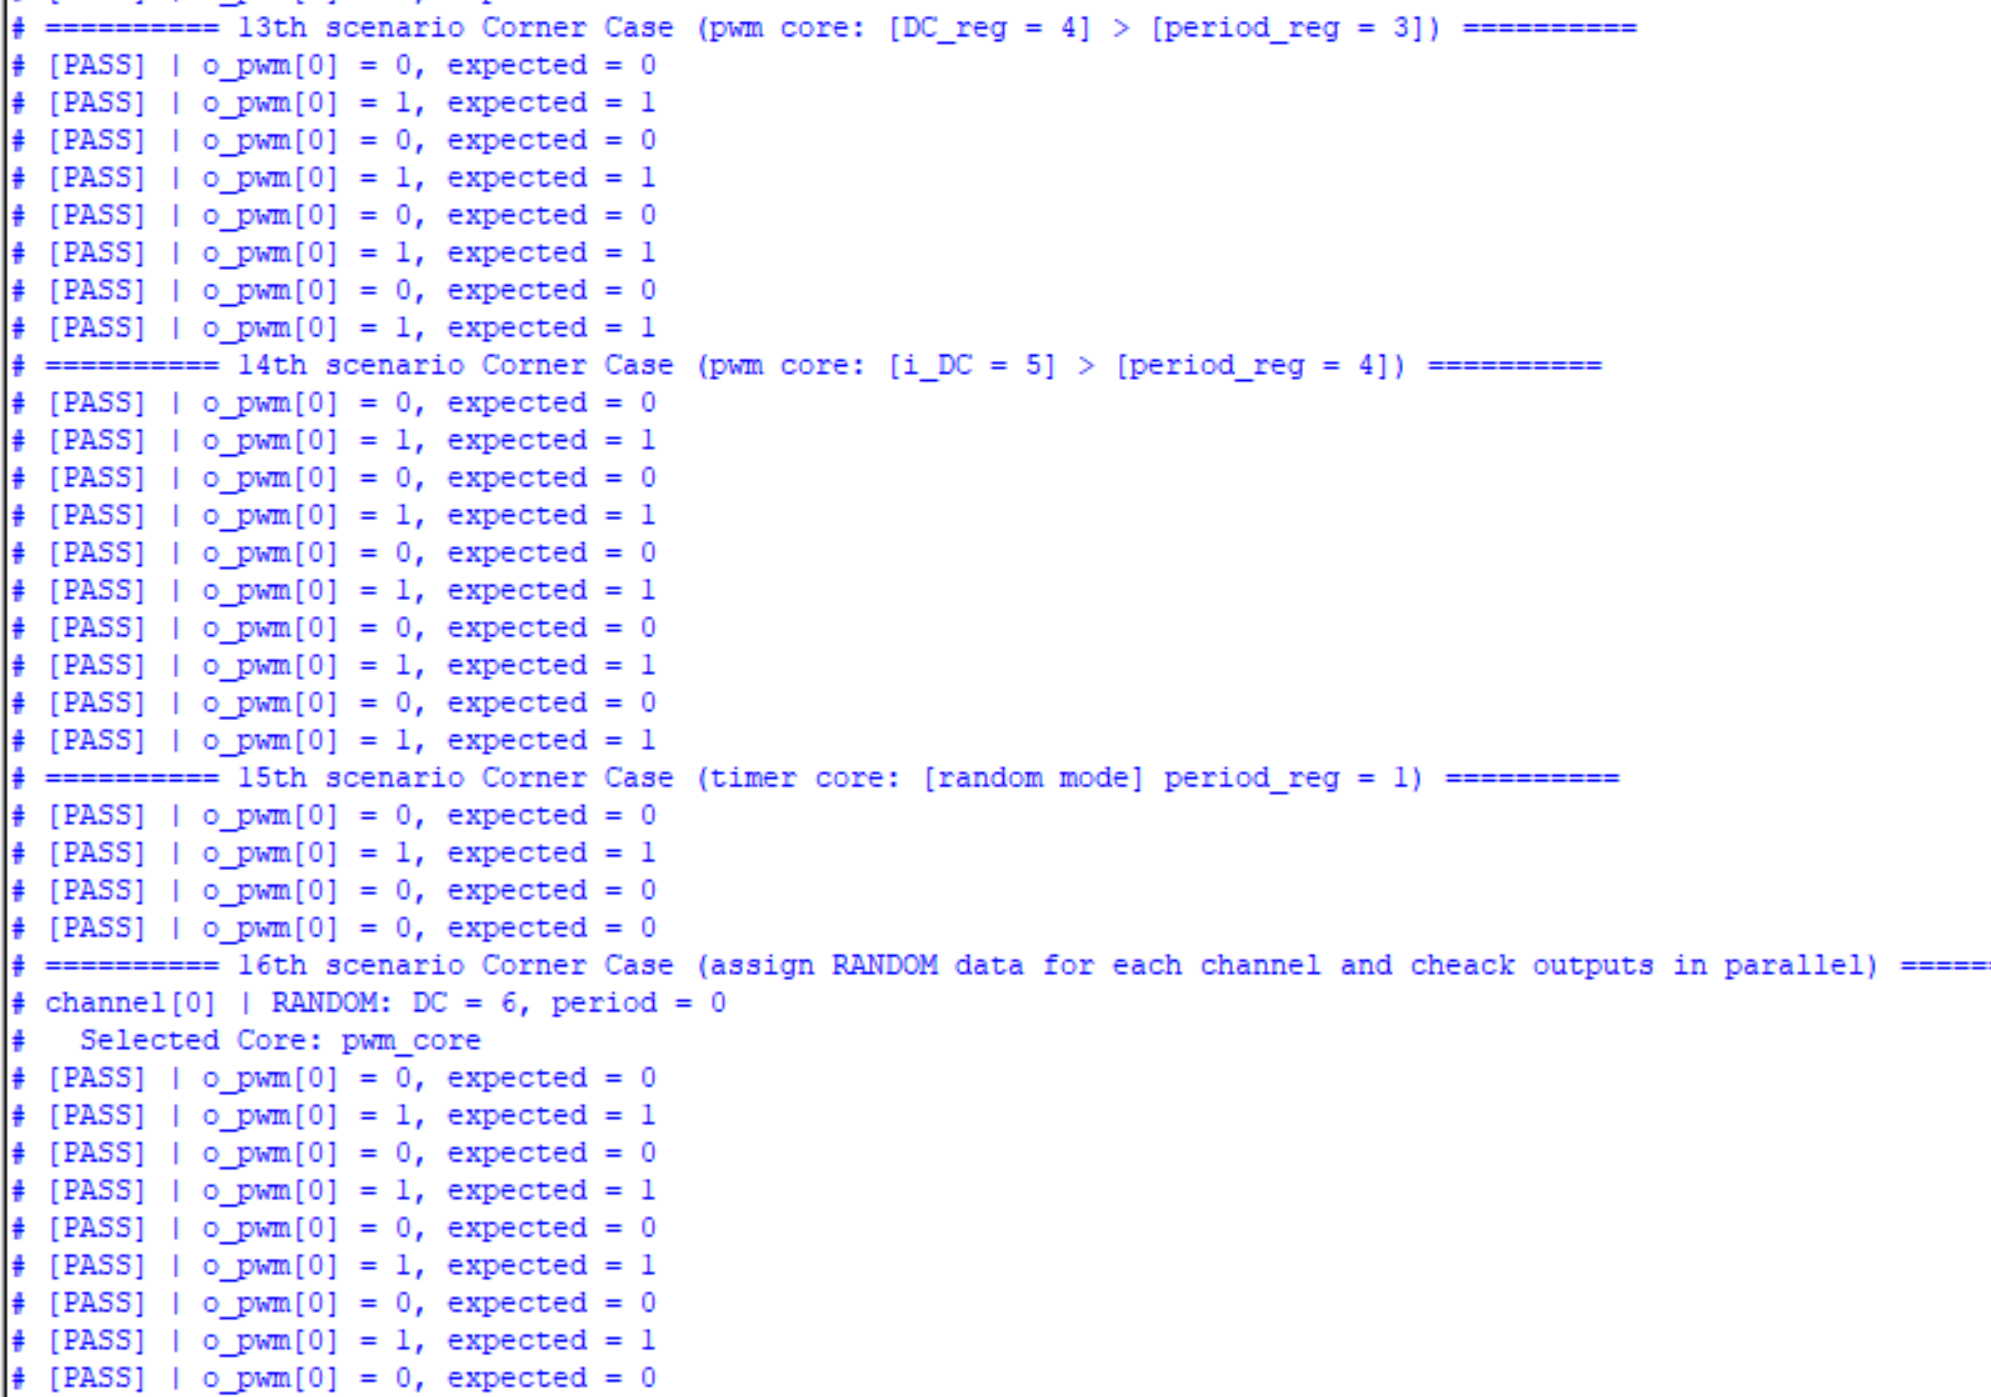 # ========== 13th scenario Corner Case (pwm core: [DC_reg = 4] > [period_reg = 3]) ==========
# [PASS] | o_pwm[0] = 0, expected = 0
# [PASS] | o_pwm[0] = 1, expected = 1
# [PASS] | o_pwm[0] = 0, expected = 0
# [PASS] | o_pwm[0] = 1, expected = 1
# [PASS] | o_pwm[0] = 0, expected = 0
# [PASS] | o_pwm[0] = 1, expected = 1
# [PASS] | o_pwm[0] = 0, expected = 0
# [PASS] | o_pwm[0] = 1, expected = 1
# ========== 14th scenario Corner Case (pwm core: [i_DC = 5] > [period_reg = 4]) ==========
# [PASS] | o_pwm[0] = 0, expected = 0
# [PASS] | o_pwm[0] = 1, expected = 1
# [PASS] | o_pwm[0] = 0, expected = 0
# [PASS] | o_pwm[0] = 1, expected = 1
# [PASS] | o_pwm[0] = 0, expected = 0
# [PASS] | o_pwm[0] = 1, expected = 1
# [PASS] | o_pwm[0] = 0, expected = 0
# [PASS] | o_pwm[0] = 1, expected = 1
# [PASS] | o_pwm[0] = 0, expected = 0
# [PASS] | o_pwm[0] = 1, expected = 1
# ========== 15th scenario Corner Case (timer core: [random mode] period_reg = 1) ==========
# [PASS] | o_pwm[0] = 0, expected = 0
# [PASS] | o_pwm[0] = 1, expected = 1
# [PASS] | o_pwm[0] = 0, expected = 0
# [PASS] | o_pwm[0] = 0, expected = 0
# ========== 16th scenario Corner Case (assign RANDOM data for each channel and cheack outputs in parallel) =====
# channel[0] | RANDOM: DC = 6, period = 0
#   Selected Core: pwm_core
# [PASS] | o_pwm[0] = 0, expected = 0
# [PASS] | o_pwm[0] = 1, expected = 1
# [PASS] | o_pwm[0] = 0, expected = 0
# [PASS] | o_pwm[0] = 1, expected = 1
# [PASS] | o_pwm[0] = 0, expected = 0
# [PASS] | o_pwm[0] = 1, expected = 1
# [PASS] | o_pwm[0] = 0, expected = 0
# [PASS] | o_pwm[0] = 1, expected = 1
# [PASS] | o_pwm[0] = 0, expected = 0